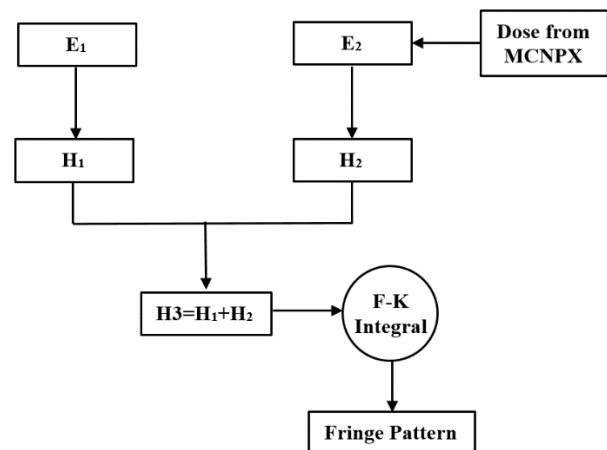 E₁
E₂
Dose from
MCNPX
H₁
H₂
H3=H₁+H₂
F-K
Integral
Fringe Pattern